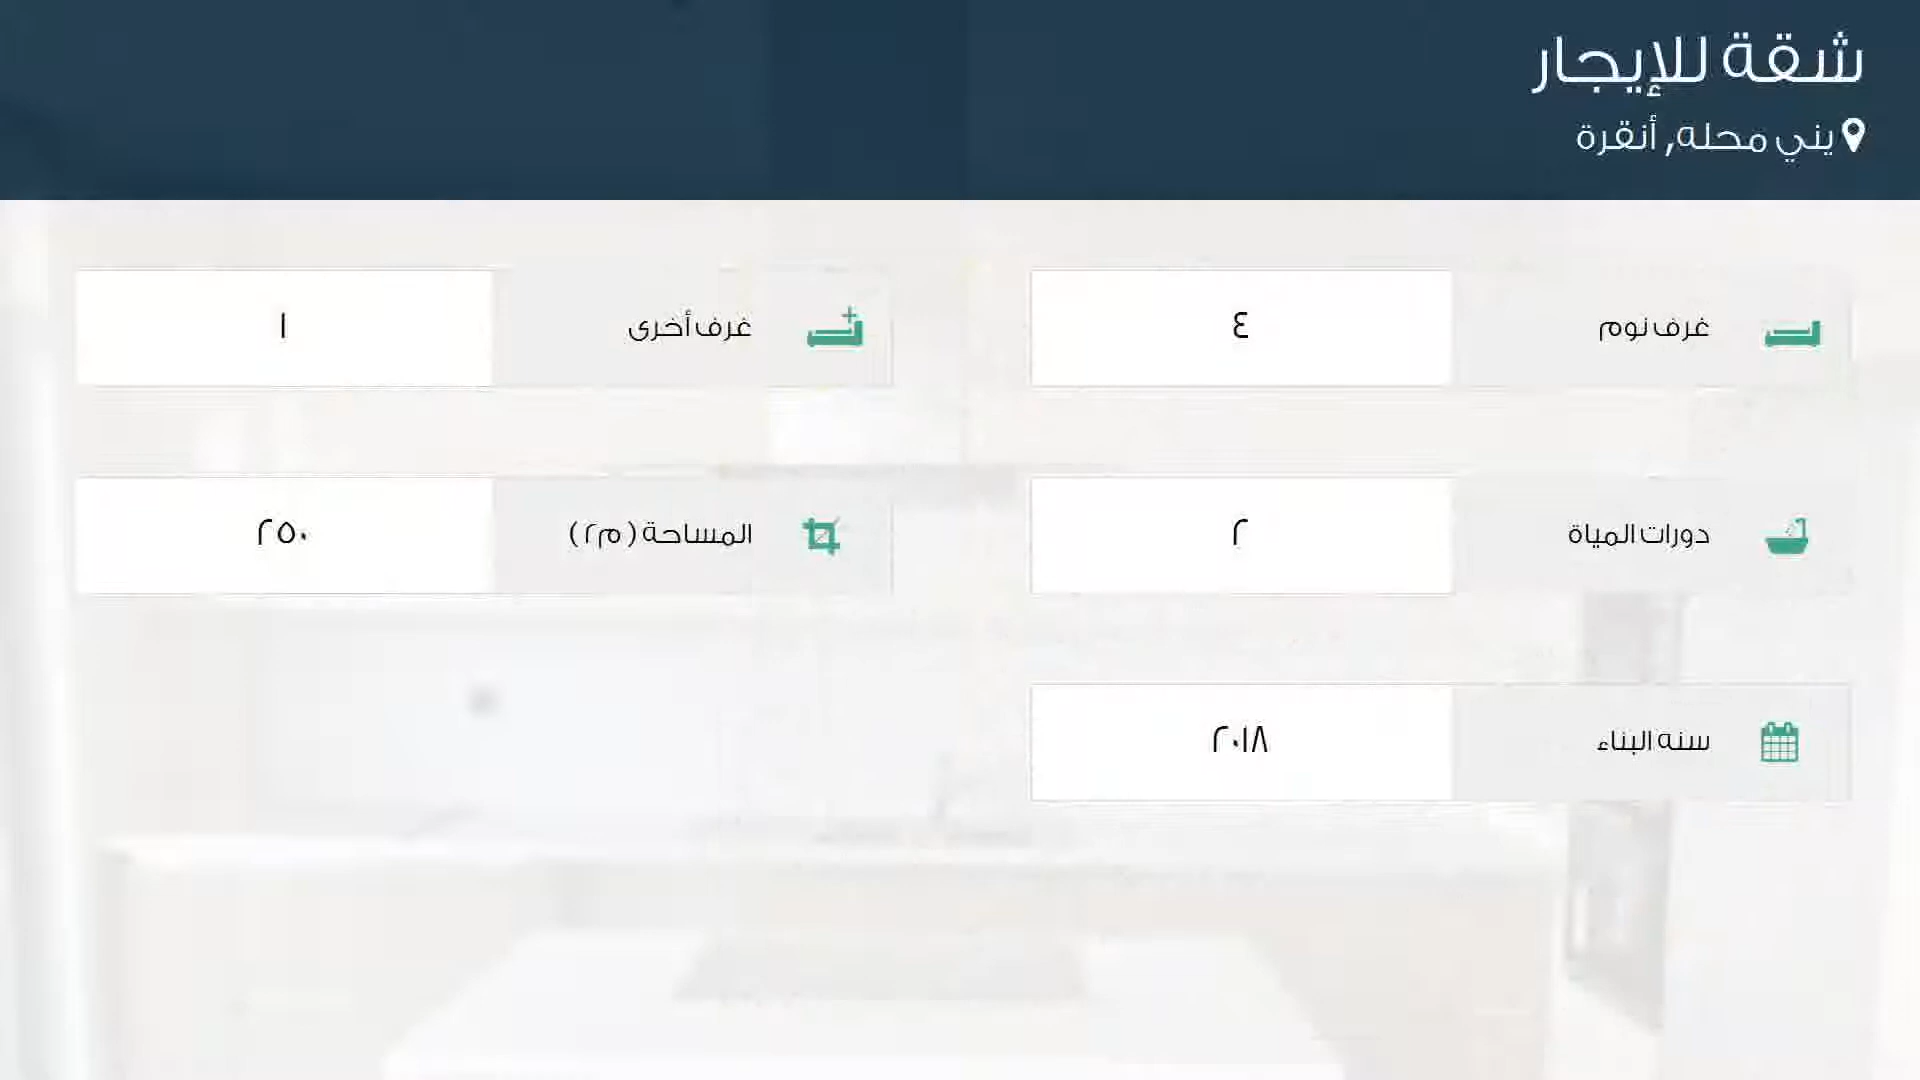 شقة للإيجار
يني محله, أنقرة
غرف نوم
٤
غرف أخرى
١
دورات المياة
٢
المساحة (م٢)
٢٥٠
سنه البناء
٢٠١٨